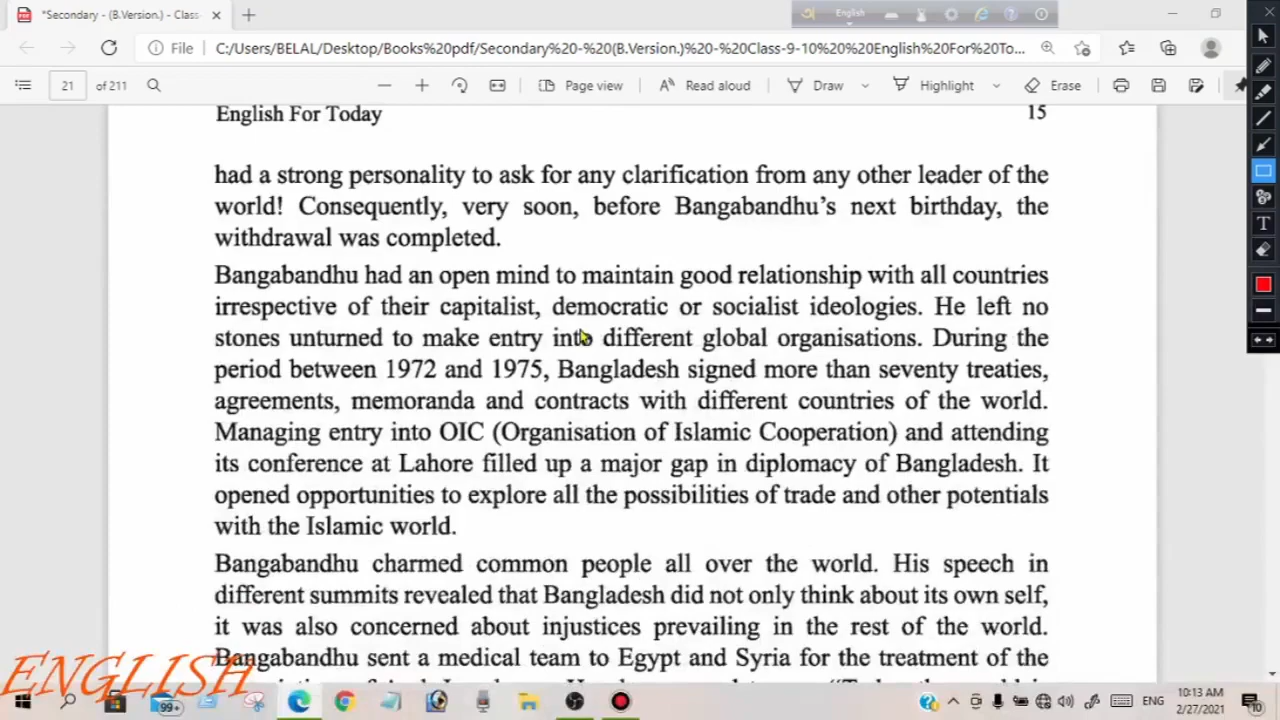 *Secondary - (B.Version.) - Class-
English
File
C:/Users/BELAL/Desktop/Books%20pdf/Secondary%20-%20(B.Version.)%20-%20Class-9-10%20%20English%20For%20To...
21 of 211
Page view
Read aloud
Draw
Highlight
Erase
English For Today 15
had a strong personality to ask for any clarification from any other leader of the
world! Consequently, very soon, before Bangabandhu's next birthday, the
withdrawal was completed.
Bangabandhu had an open mind to maintain good relationship with all countries
irrespective of their capitalist, democratic or socialist ideologies. He left no
stones unturned to make entry into different global organisations. During the
period between 1972 and 1975, Bangladesh signed more than seventy treaties,
agreements, memoranda and contracts with different countries of the world.
Managing entry into OIC (Organisation of Islamic Cooperation) and attending
its conference at Lahore filled up a major gap in diplomacy of Bangladesh. It
opened opportunities to explore all the possibilities of trade and other potentials
with the Islamic world.
Bangabandhu charmed common people all over the world. His speech in
different summits revealed that Bangladesh did not only think about its own self,
it was also concerned about injustices prevailing in the rest of the world.
Bangabandhu sent a medical team to Egypt and Syria for the treatment of the
ENGLISH
99+
ENG
10:13 AM
2/27/2021
10